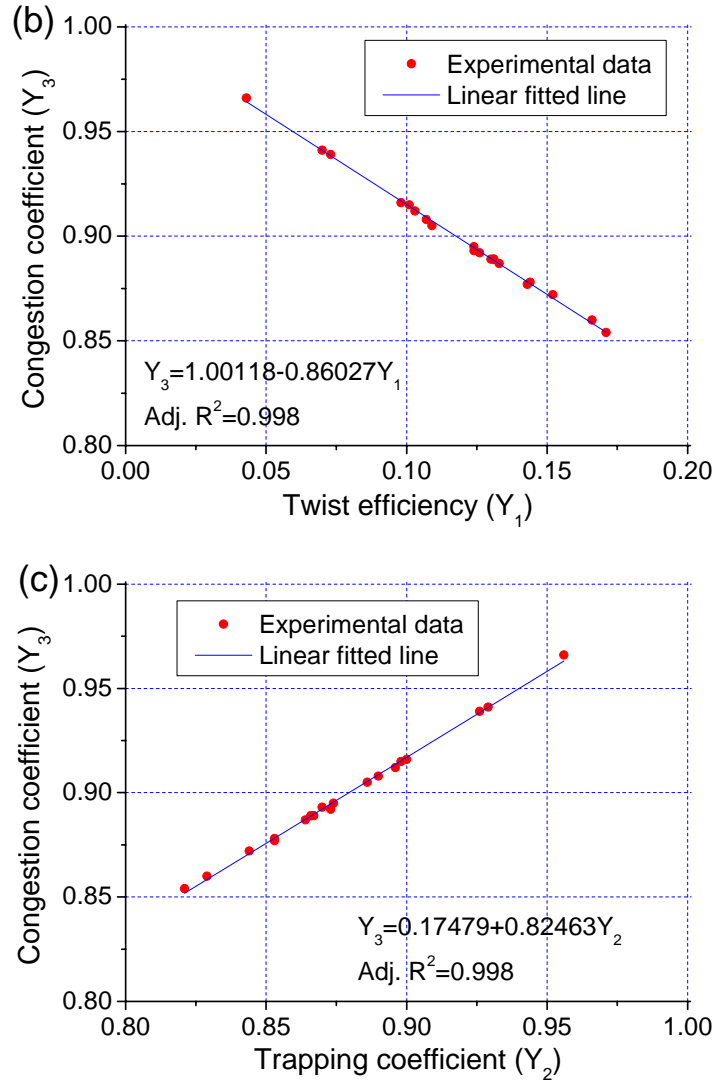 (b)
1.00
0.95
0.90
0.85
0.80
Congestion coefficient (Y3)
Experimental data
Linear fitted line
Y3=1.00118-0.86027Y1
Adj. R2=0.998
0.00 0.05 0.10 0.15 0.20
Twist efficiency (Y1)
(c)
1.00
0.95
0.90
0.85
0.80
Congestion coefficient (Y3)
Experimental data
Linear fitted line
Y3=0.17479+0.82463Y2
Adj. R2=0.998
0.80 0.85 0.90 0.95 1.00
Trapping coefficient (Y2)